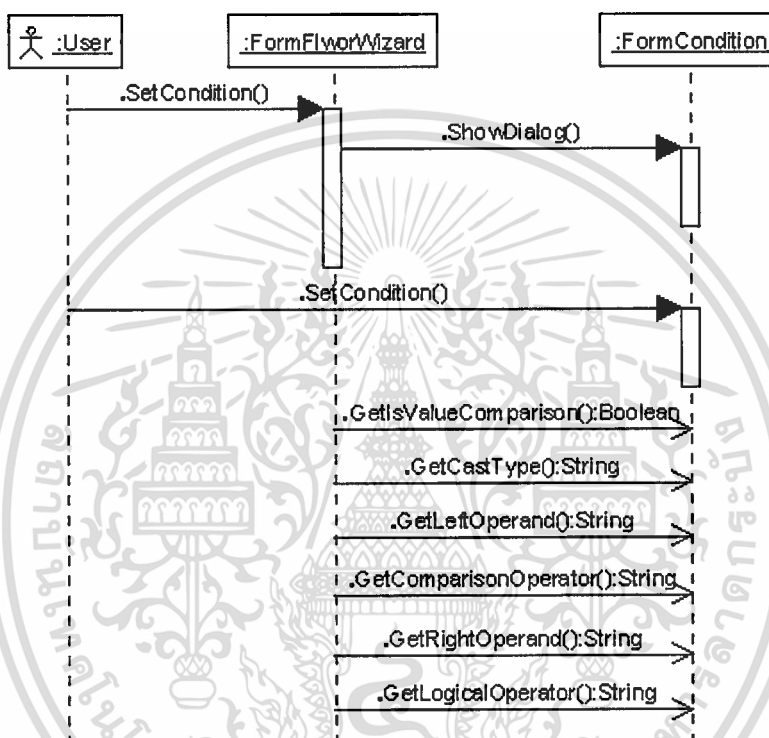 :User
:FormFlworWizard
:FormCondition
.SetCondition()
.ShowDialog()
.SetCondition()
.GetIsValueComparison():Boolean
.GetCastType():String
.GetLeftOperand():String
.GetComparisonOperator():String
.GetRightOperand():String
.GetLogicalOperator():String